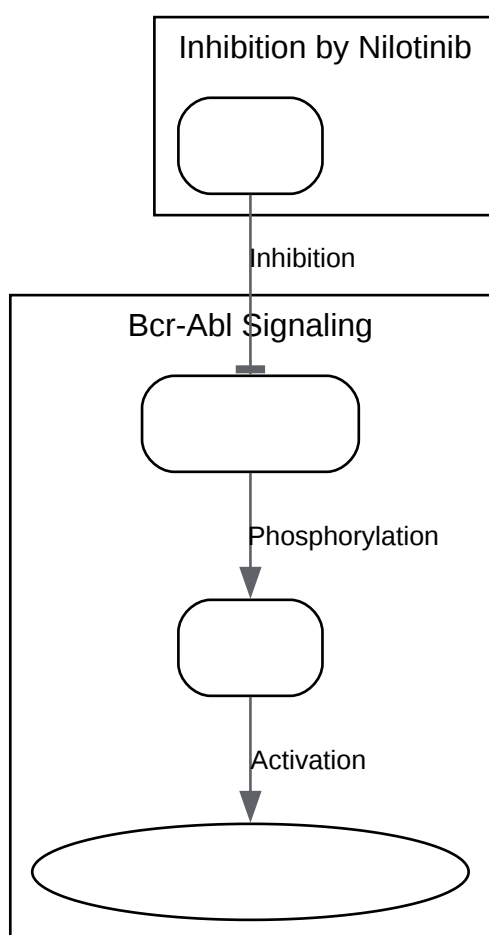 Inhibition by Nilotinib
Inhibition
Bcr-Abl Signaling
Phosphorylation
Activation